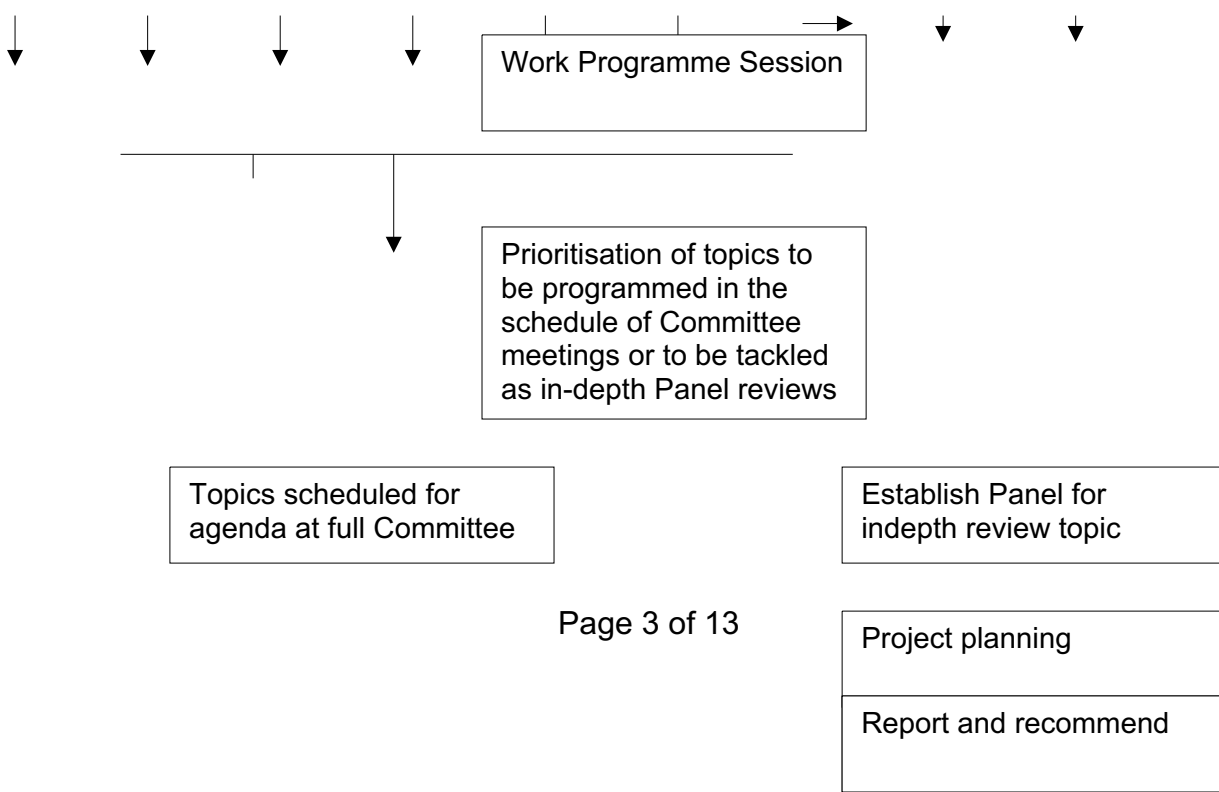 Work Programme Session
Prioritisation of topics to
be programmed in the
schedule of Committee
meetings or to be tackled
as in-depth Panel reviews
Topics scheduled for
agenda at full Committee
Establish Panel for
indepth review topic
Page 3 of 13
Project planning
Report and recommend